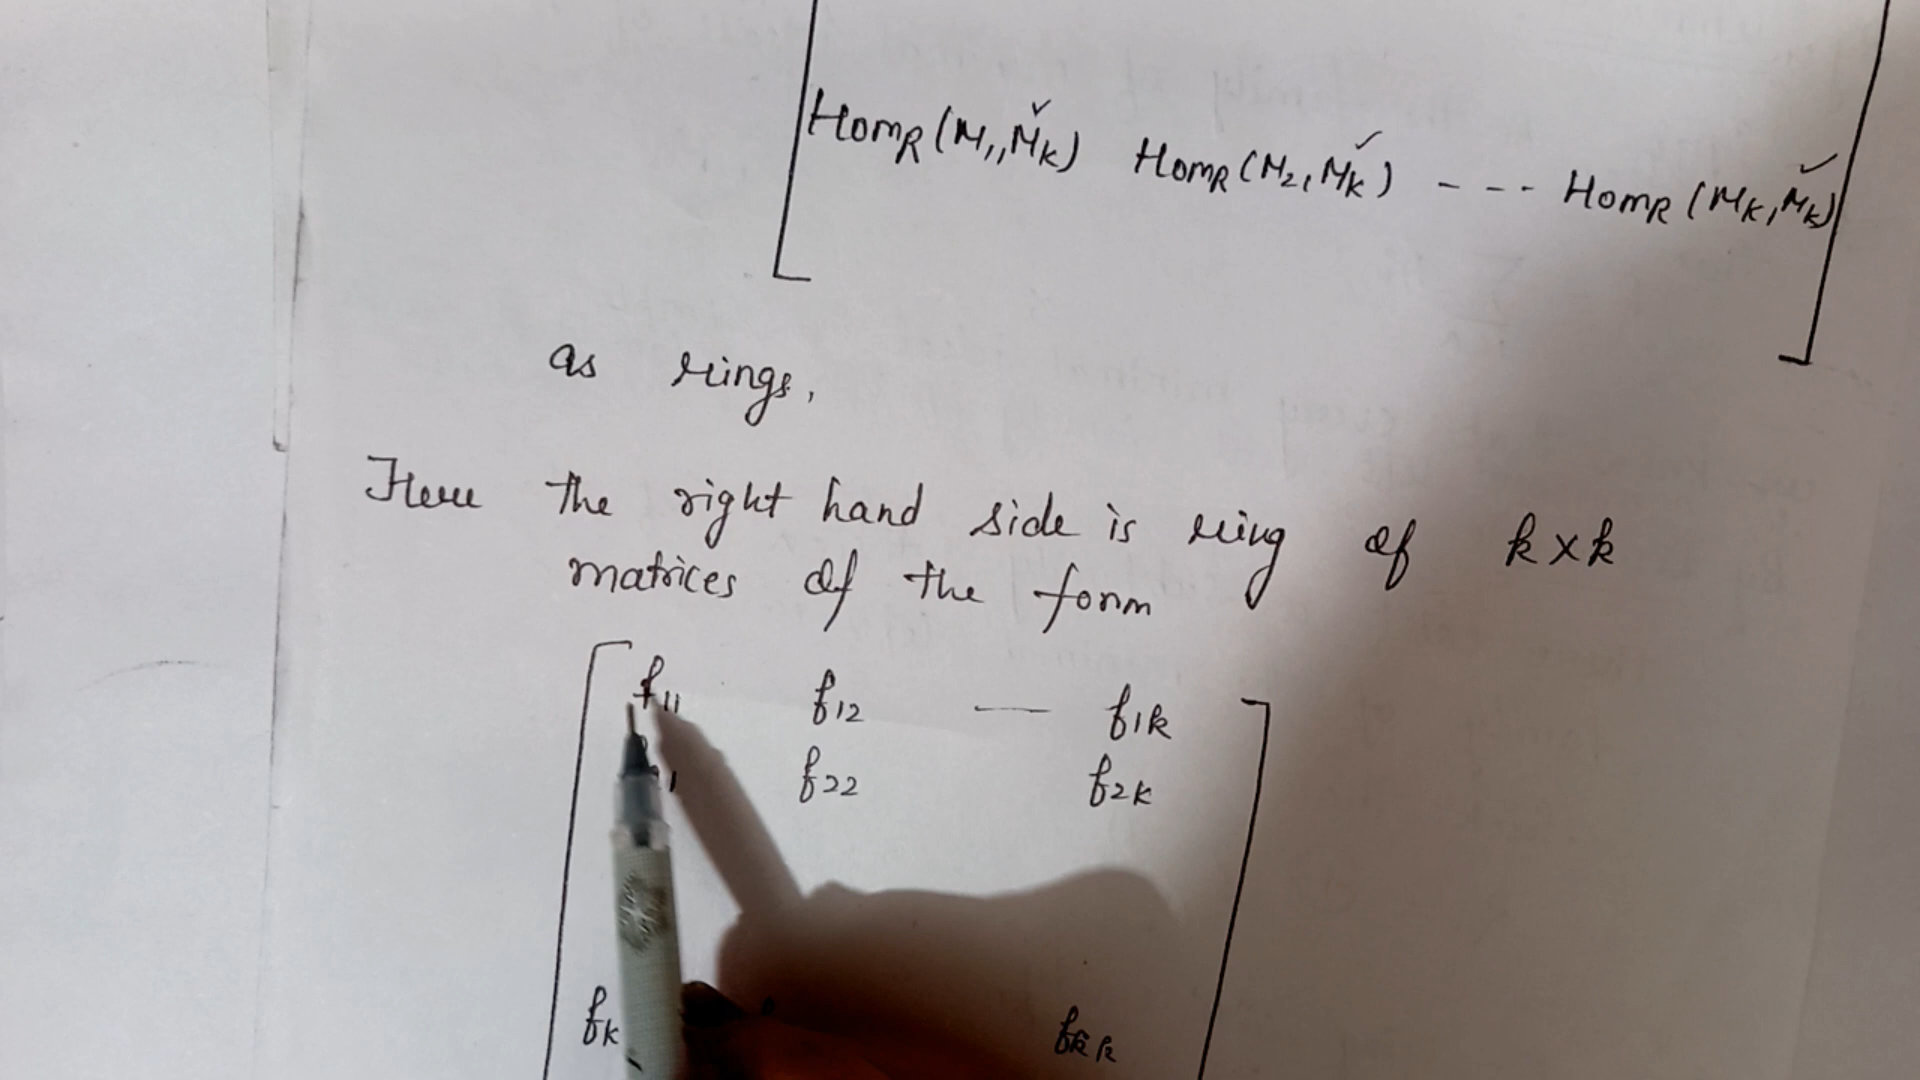 HomR(M1,Mk) HomR(M2,Mk) --- HomR(Mk,Mk)
as rings,
Here the right hand side is ring of k×k
matrices of the form
f11 f12 — f1k
f22 f2k
fk fkk